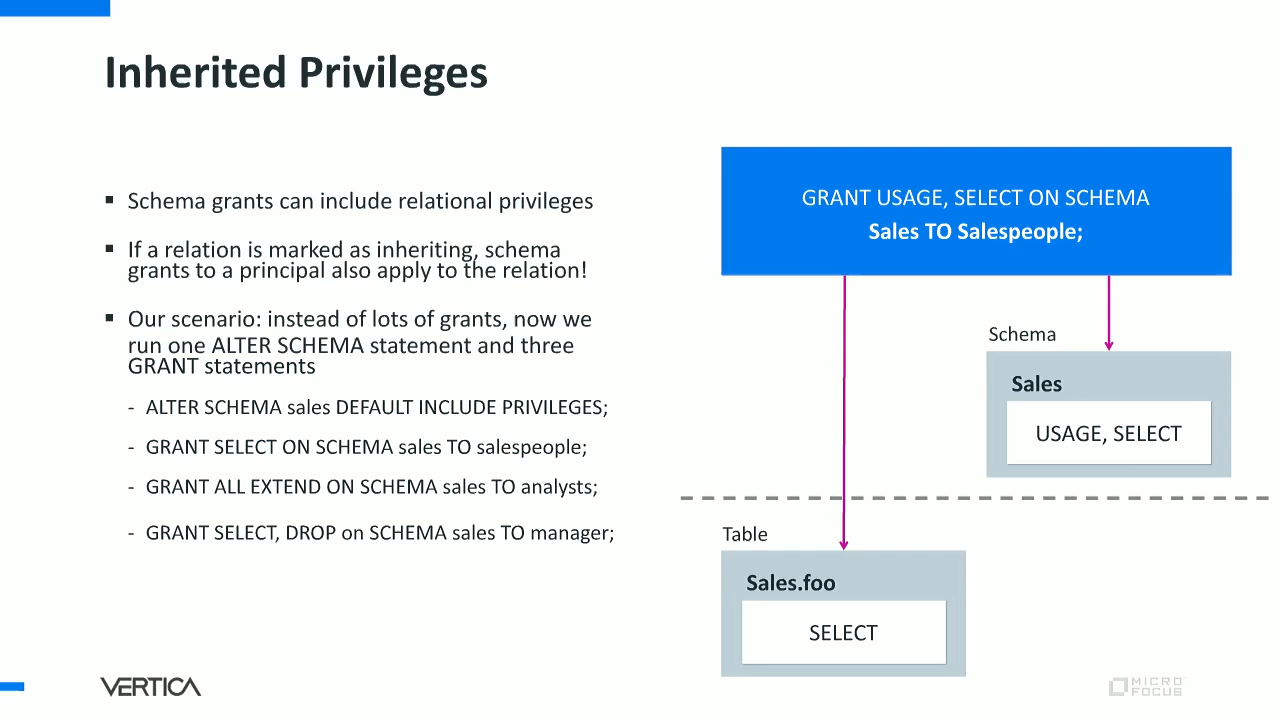 Inherited Privileges
▪ Schema grants can include relational privileges
▪ If a relation is marked as inheriting, schema
grants to a principal also apply to the relation!
▪ Our scenario: instead of lots of grants, now we
run one ALTER SCHEMA statement and three
GRANT statements
- ALTER SCHEMA sales DEFAULT INCLUDE PRIVILEGES;
- GRANT SELECT ON SCHEMA sales TO salespeople;
- GRANT ALL EXTEND ON SCHEMA sales TO analysts;
- GRANT SELECT, DROP on SCHEMA sales TO manager;
GRANT USAGE, SELECT ON SCHEMA
Sales TO Salespeople;
Schema
Sales
USAGE, SELECT
Table
Sales.foo
SELECT
VERTICA
MICRO
FOCUS